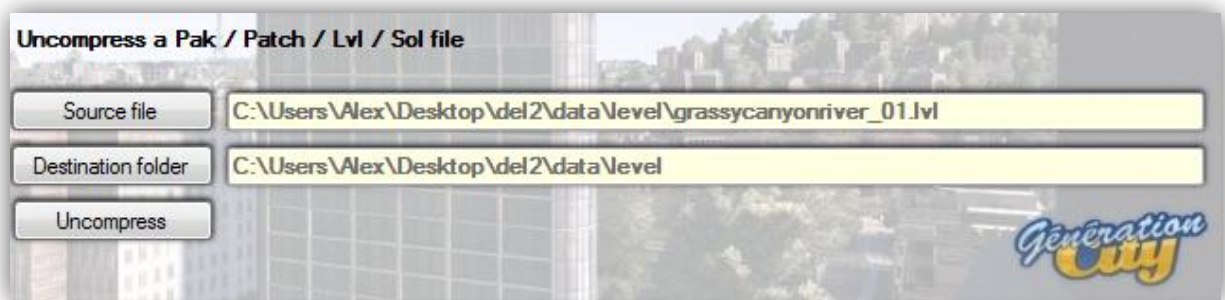 Uncompress a Pak / Patch / Lvl / Sol file
Source file C:\Users\Alex\Desktop\del2\data\level\grassycanyonriver_01.lvl
Destination folder C:\Users\Alex\Desktop\del2\data\level
Uncompress
Génération
City